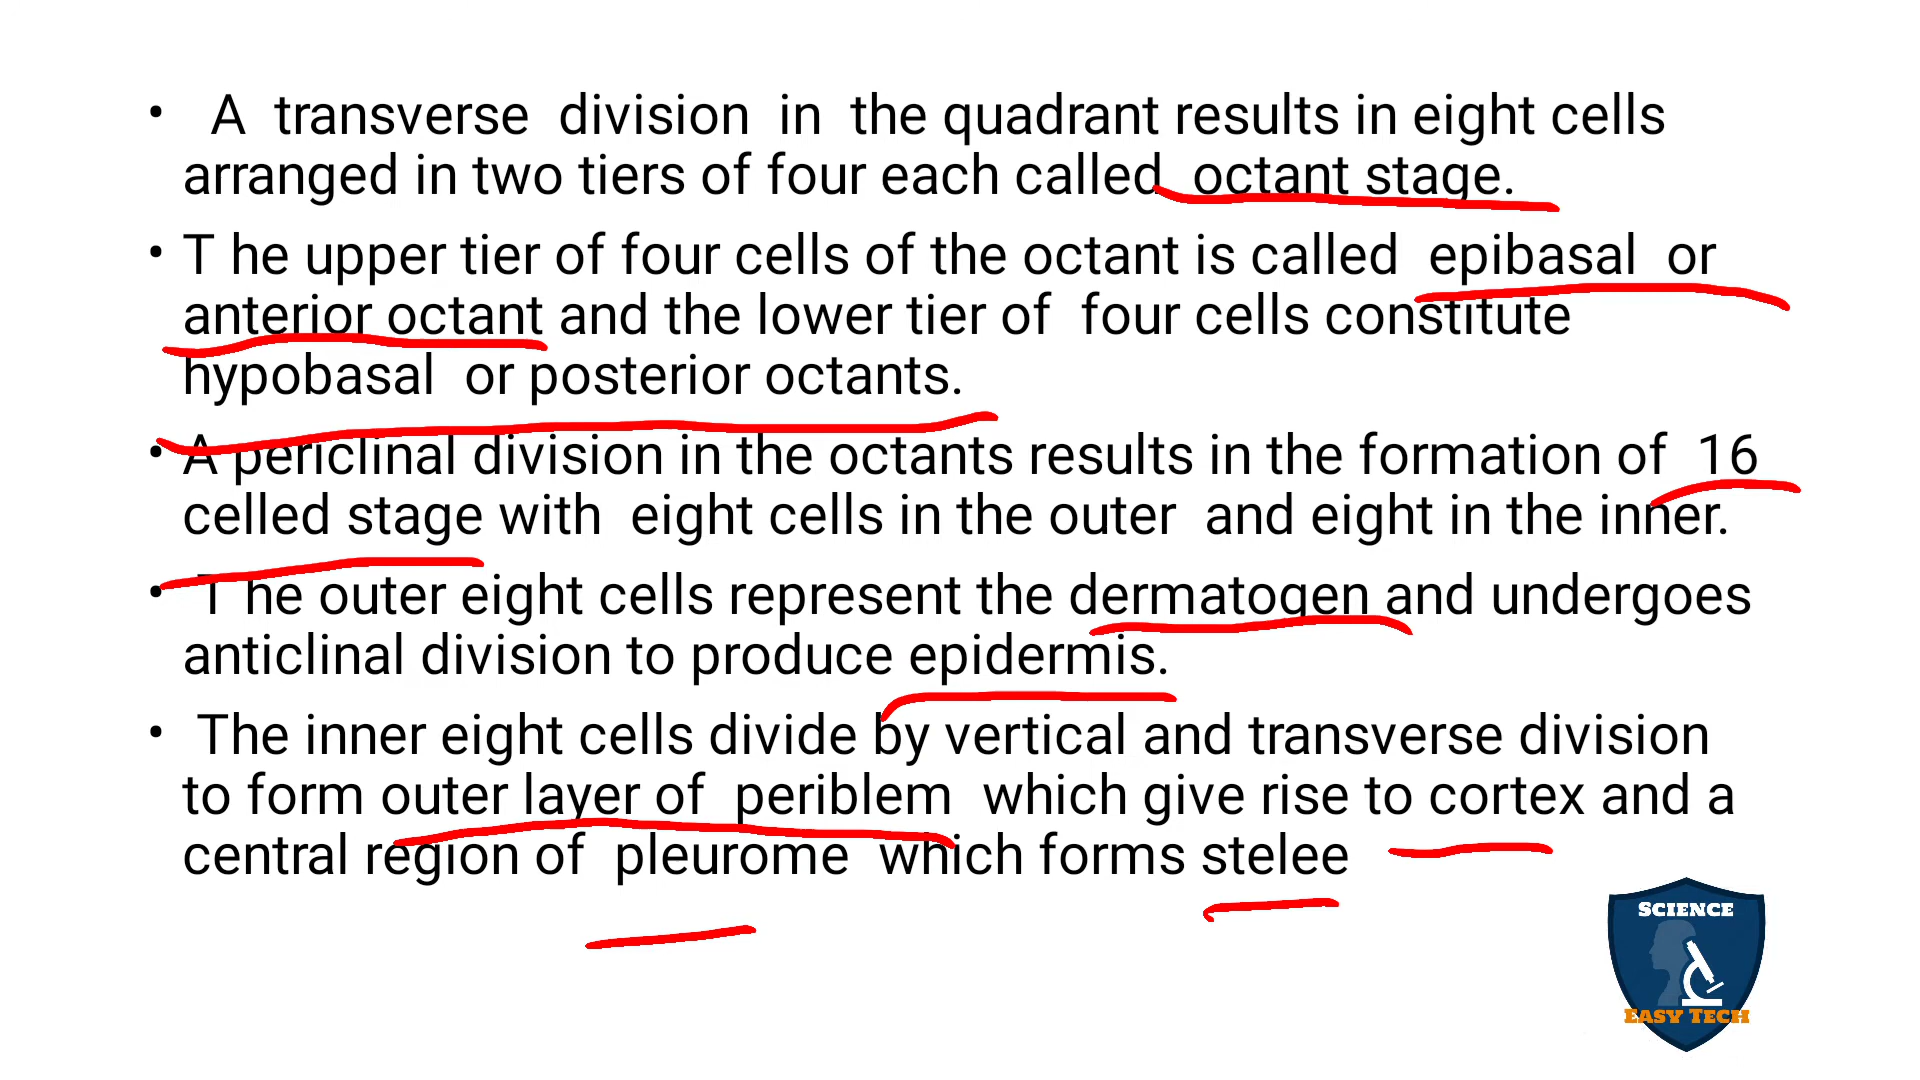 • A transverse division in the quadrant results in eight cells
arranged in two tiers of four each called octant stage.
• T he upper tier of four cells of the octant is called epibasal or
anterior octant and the lower tier of four cells constitute
hypobasal or posterior octants.
• A periclinal division in the octants results in the formation of 16
celled stage with eight cells in the outer and eight in the inner.
• T he outer eight cells represent the dermatogen and undergoes
anticlinal division to produce epidermis.
• The inner eight cells divide by vertical and transverse division
to form outer layer of periblem which give rise to cortex and a
central region of pleurome which forms stelee
SCIENCE
EASY TECH